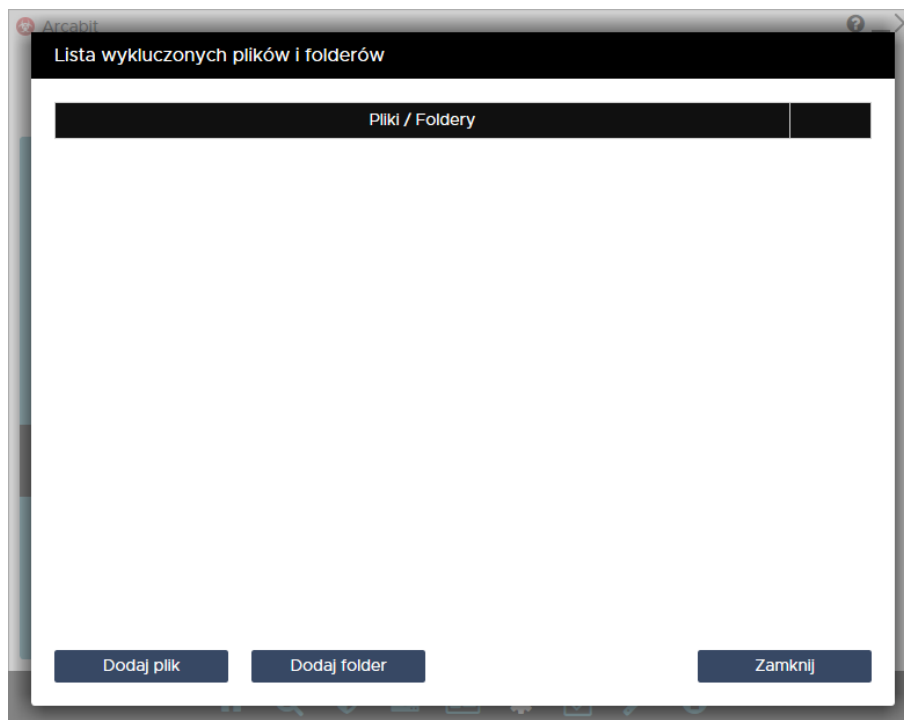 Arcabit
Lista wykluczonych plików i folderów
Pliki / Foldery
Dodaj plik
Dodaj folder
Zamknij